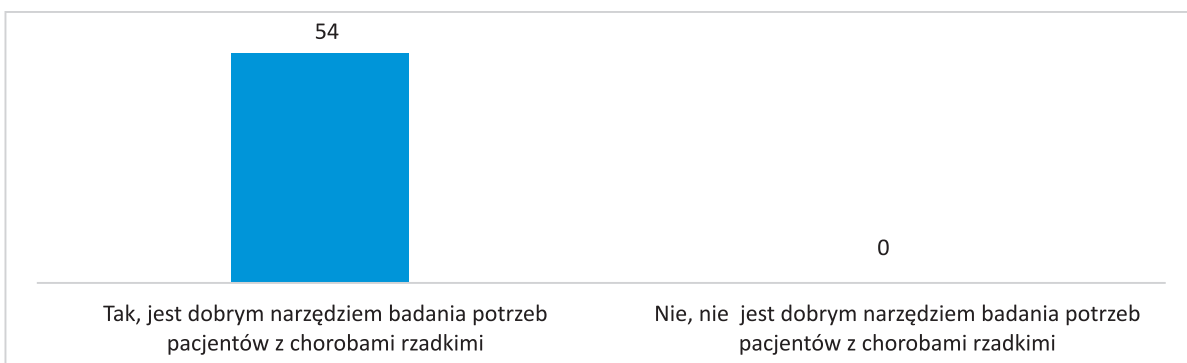 54
0
Tak, jest dobrym narzędziem badania potrzeb
pacjentów z chorobami rzadkimi
Nie, nie jest dobrym narzędziem badania potrzeb
pacjentów z chorobami rzadkimi